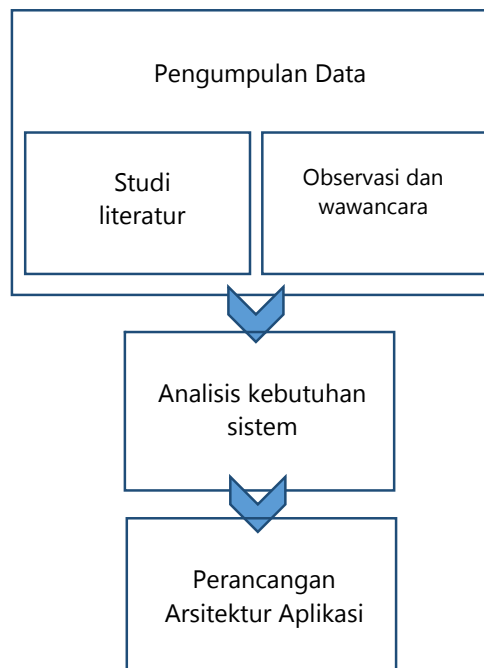 Pengumpulan Data
Studi
literatur
Observasi dan
wawancara
Analisis kebutuhan
sistem
Perancangan
Arsitektur Aplikasi